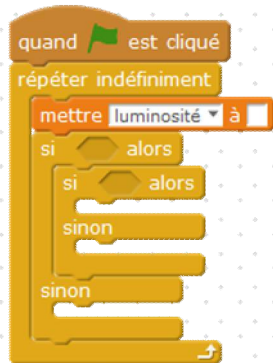 quand est cliqué
répéter indéfiniment
mettre luminosité à
si alors
si alors
sinon
sinon